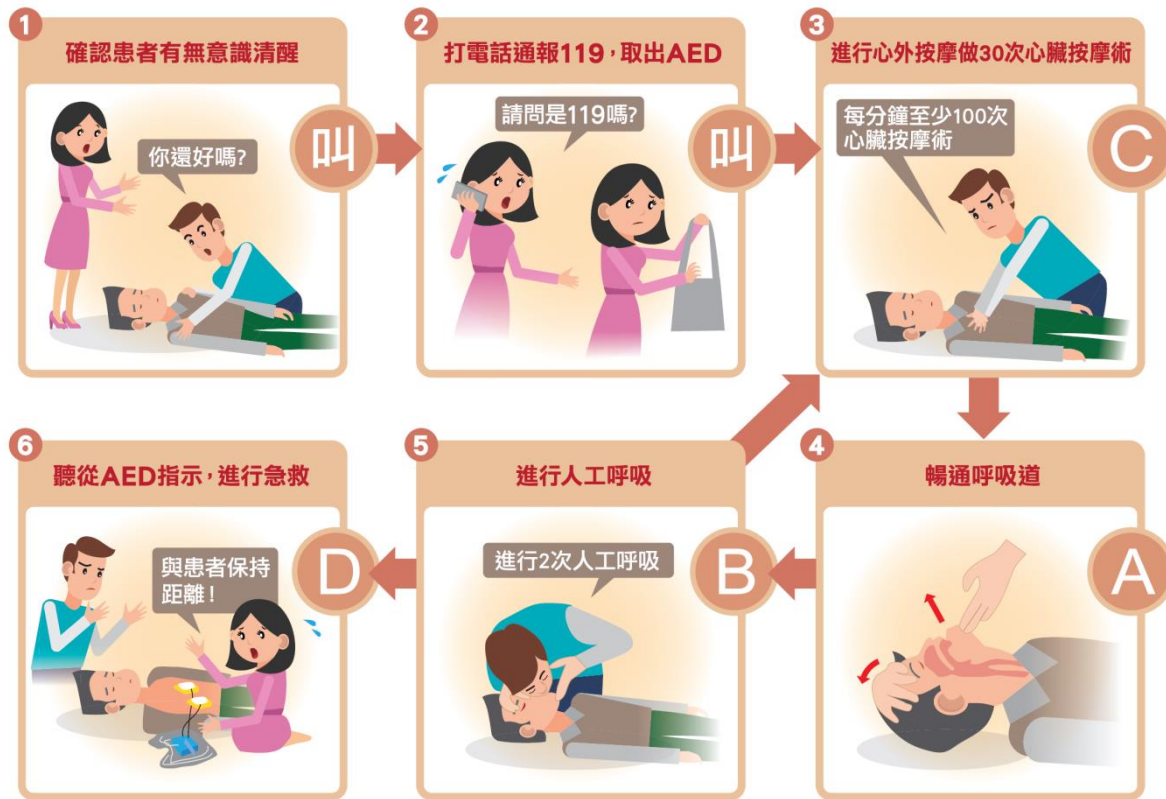 1
確認患者有無意識清醒
你還好嗎?
叫
2
打電話通報119,取出AED
請問是119嗎?
叫
3
進行心外按摩做30次心臟按摩術
每分鐘至少100次
心臟按摩術
C
4
暢通呼吸道
A
5
進行人工呼吸
進行2次人工呼吸
B
6
聽從AED指示,進行急救
與患者保持
距離!
D